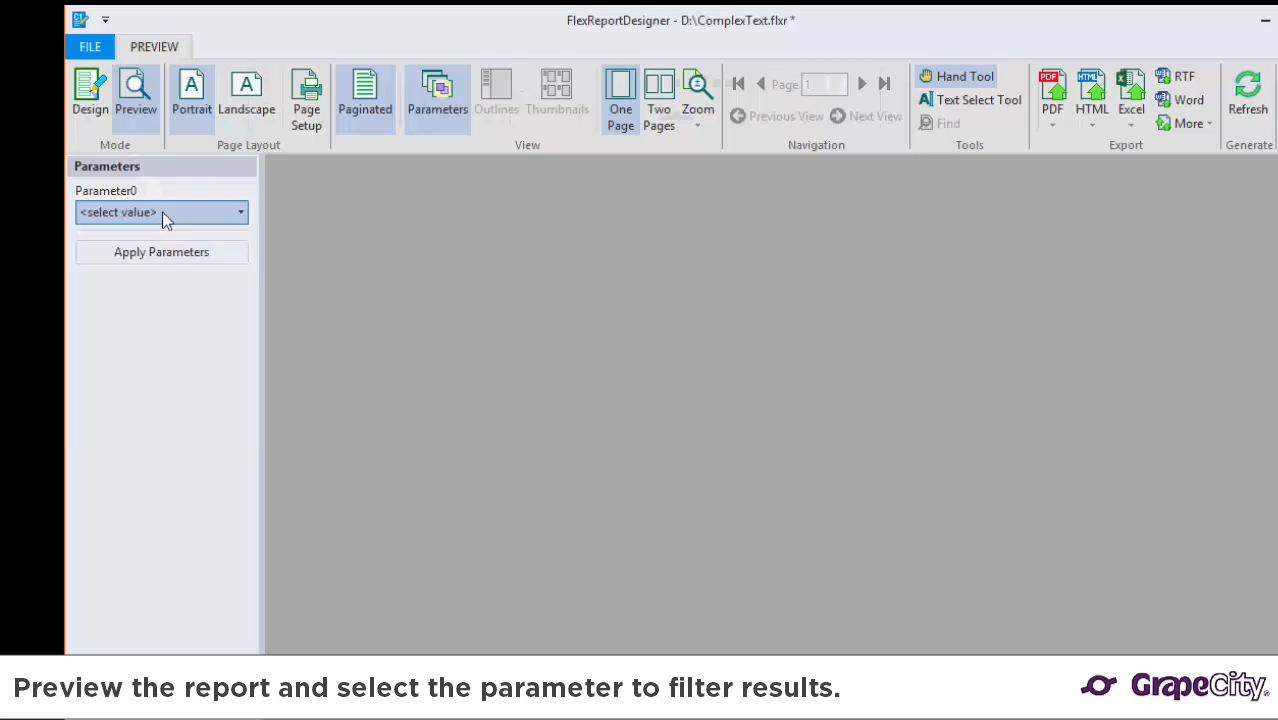 C1
FlexReportDesigner - D:\ComplexText.flxr *
FILE PREVIEW
Design Preview Portrait Landscape Page Setup Paginated Parameters Outlines Thumbnails One Page Two Pages Zoom
Page 1
Previous View Next View
Hand Tool
Text Select Tool
Find
PDF HTML Excel
RTF
Word
More
Refresh
Mode Page Layout View Navigation Tools Export Generate
Parameters
Parameter0
<select value>
Apply Parameters
Preview the report and select the parameter to filter results.
GrapeCity®